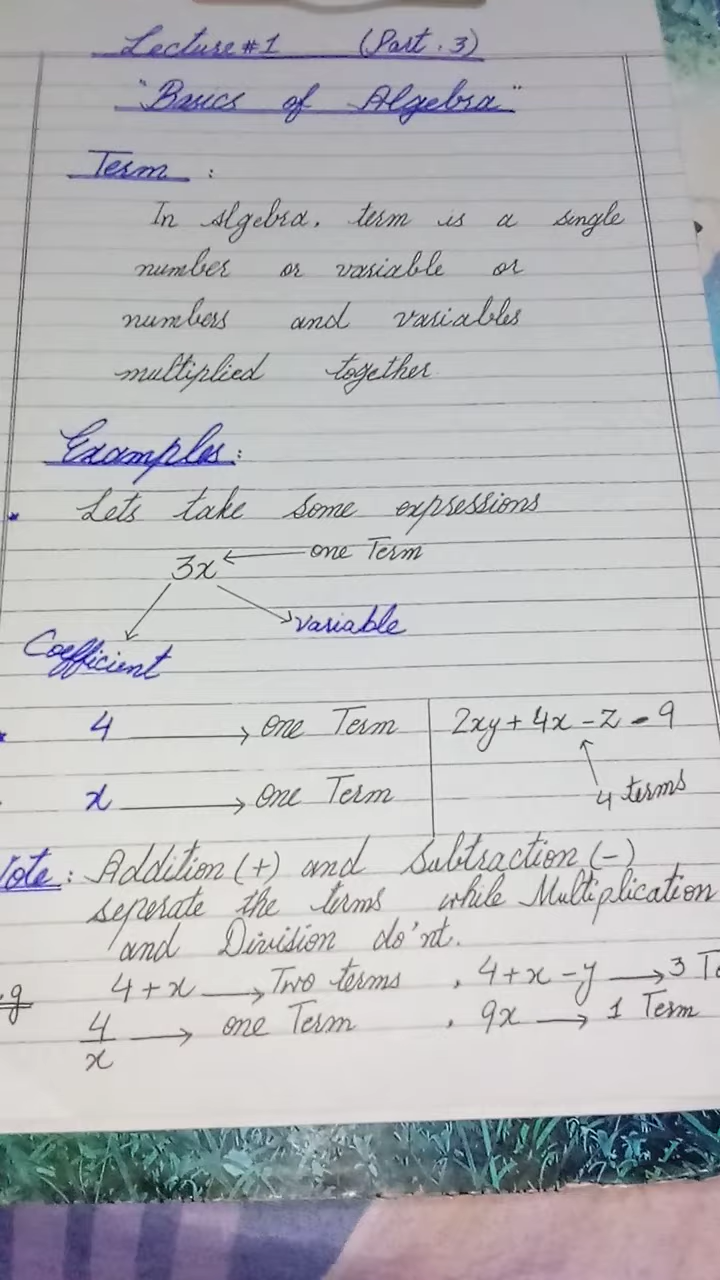 Lecture #1 (Part . 3)
"Basics of Algebra"
Term :
In algebra, term is a single
number or variable or
numbers and variables
multiplied together.
Examples:
Lets take some expressions
3x ← one Term
Coefficient variable
4 → one Term 2xy + 4x - z - 9
x → one Term 4 terms
Note: Addition (+) and Subtraction (-)
seperate the terms while Multiplication
and Division do'nt.
e.g 4+x → Two terms , 4+x-y → 3 Te
4/x → one Term , 9x → 1 Term